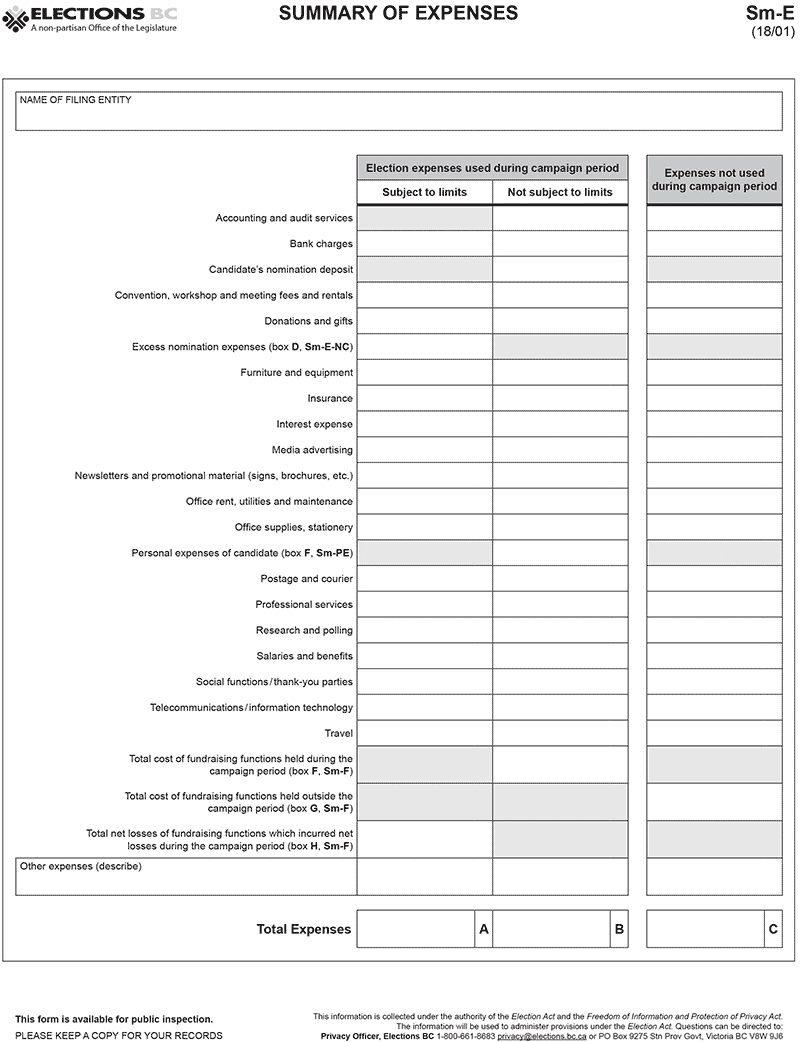 ELECTIONS BC
A non-partisan Office of the Legislature
SUMMARY OF EXPENSES
Sm-E
(18/01)
NAME OF FILING ENTITY
Election expenses used during campaign period
Subject to limits
Not subject to limits
Expenses not used
during campaign period
Accounting and audit services
Bank charges
Candidate's nomination deposit
Convention, workshop and meeting fees and rentals
Donations and gifts
Excess nomination expenses (box D, Sm-E-NC)
Furniture and equipment
Insurance
Interest expense
Media advertising
Newsletters and promotional material (signs, brochures, etc.)
Office rent, utilities and maintenance
Office supplies, stationery
Personal expenses of candidate (box F, Sm-PE)
Postage and courier
Professional services
Research and polling
Salaries and benefits
Social functions/thank-you parties
Telecommunications/information technology
Travel
Total cost of fundraising functions held during the
campaign period (box F, Sm-F)
Total cost of fundraising functions held outside the
campaign period (box G, Sm-F)
Total net losses of fundraising functions which incurred net
losses during the campaign period (box H, Sm-F)
Other expenses (describe)
Total Expenses
A
B
C
This form is available for public inspection.
PLEASE KEEP A COPY FOR YOUR RECORDS
This information is collected under the authority of the Election Act and the Freedom of Information and Protection of Privacy Act.
The information will be used to administer provisions under the Election Act. Questions can be directed to:
Privacy Officer, Elections BC 1-800-661-8683 privacy@elections.bc.ca or PO Box 9275 Stn Prov Govt, Victoria BC V8W 9J6